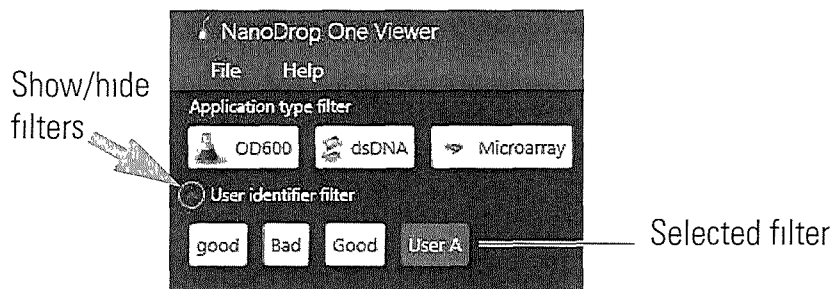 NanoDrop One Viewer
File Help
Show/hide
filters
Application type filter
OD600 dsDNA Microarray
User identifier filter
good Bad Good User A
Selected filter